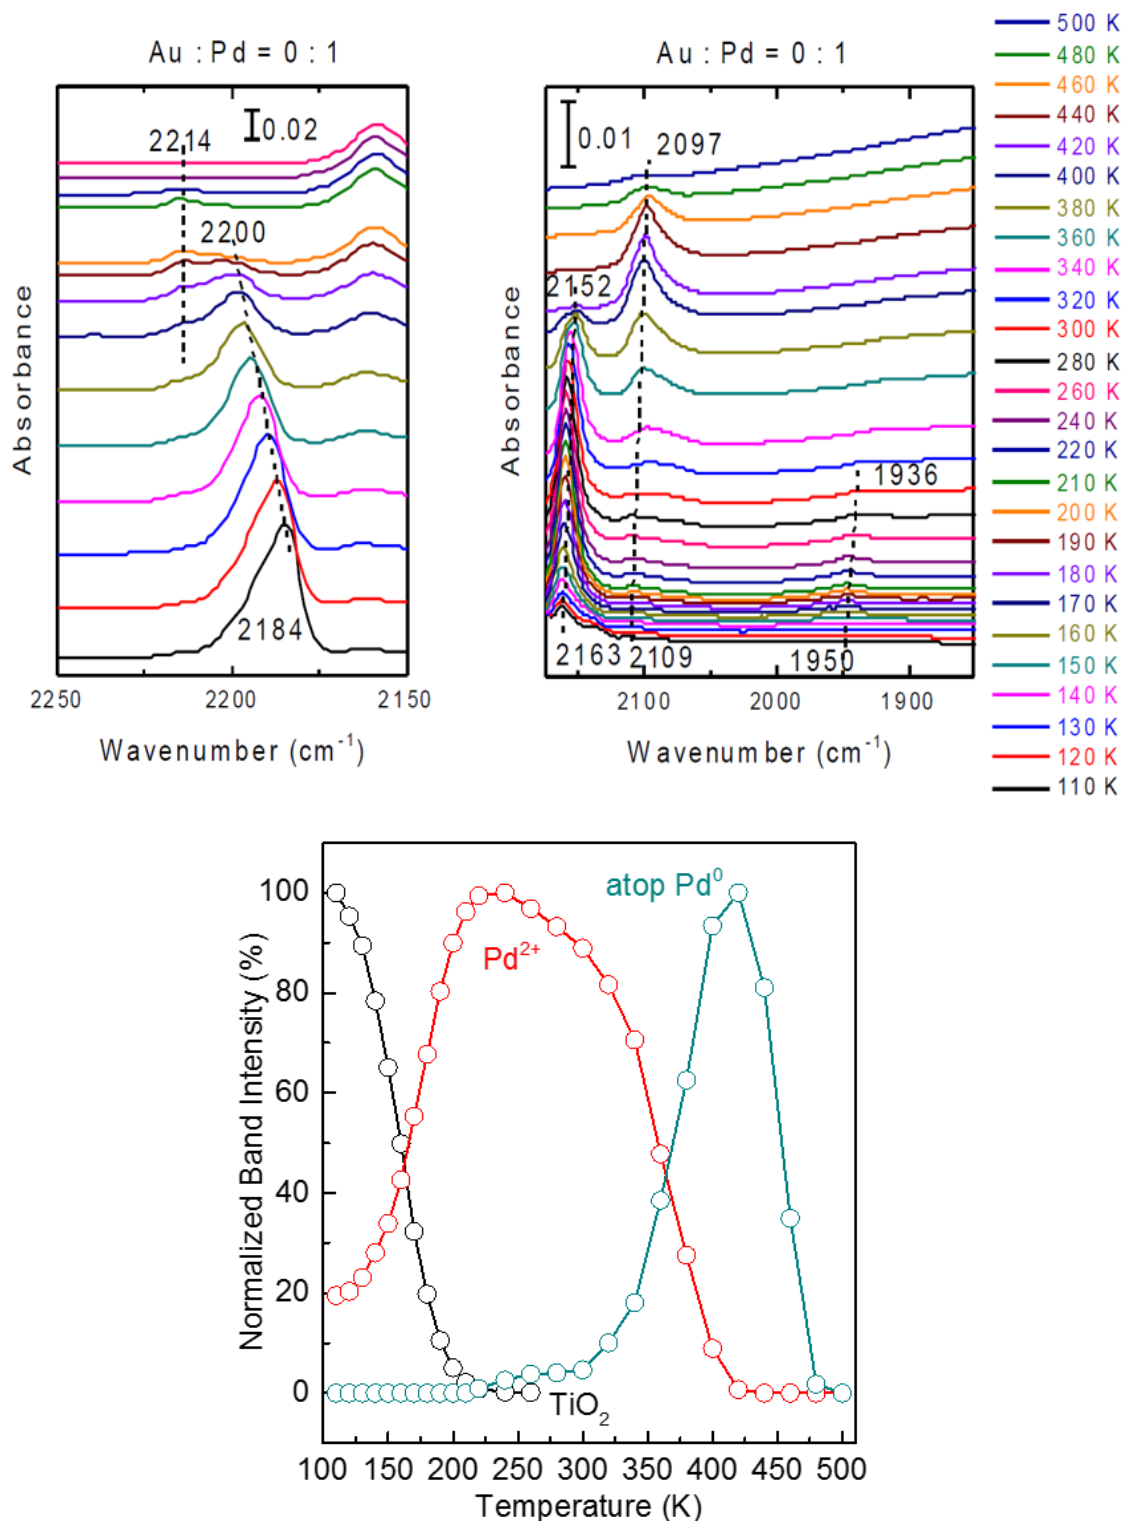 Au : Pd = 0 : 1
Absorbance
0.02
2214
2200
2184
2250 2200 2150
Wavenumber (cm⁻¹)
Au : Pd = 0 : 1
Absorbance
0.01
2097
2152
1936
2163 2109 1950
2100 2000 1900
Wavenumber (cm⁻¹)
500 K
480 K
460 K
440 K
420 K
400 K
380 K
360 K
340 K
320 K
300 K
280 K
260 K
240 K
220 K
210 K
200 K
190 K
180 K
170 K
160 K
150 K
140 K
130 K
120 K
110 K
Normalized Band Intensity (%)
100
80
60
40
20
0
atop Pd⁰
Pd²⁺
TiO₂
100 150 200 250 300 350 400 450 500
Temperature (K)